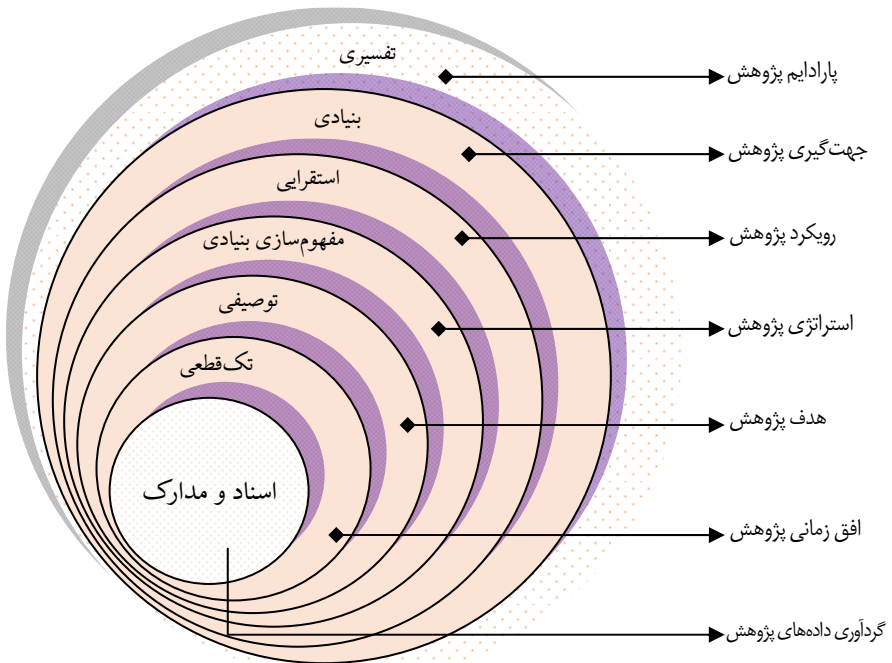 تفسیری
پارادایم پژوهش
بنیادی
جهت‌گیری پژوهش
استقرایی
رویکرد پژوهش
مفهوم‌سازی بنیادی
استراتژی پژوهش
توصیفی
هدف پژوهش
تک‌قطعی
افق زمانی پژوهش
اسناد و مدارک
گردآوری داده‌های پژوهش